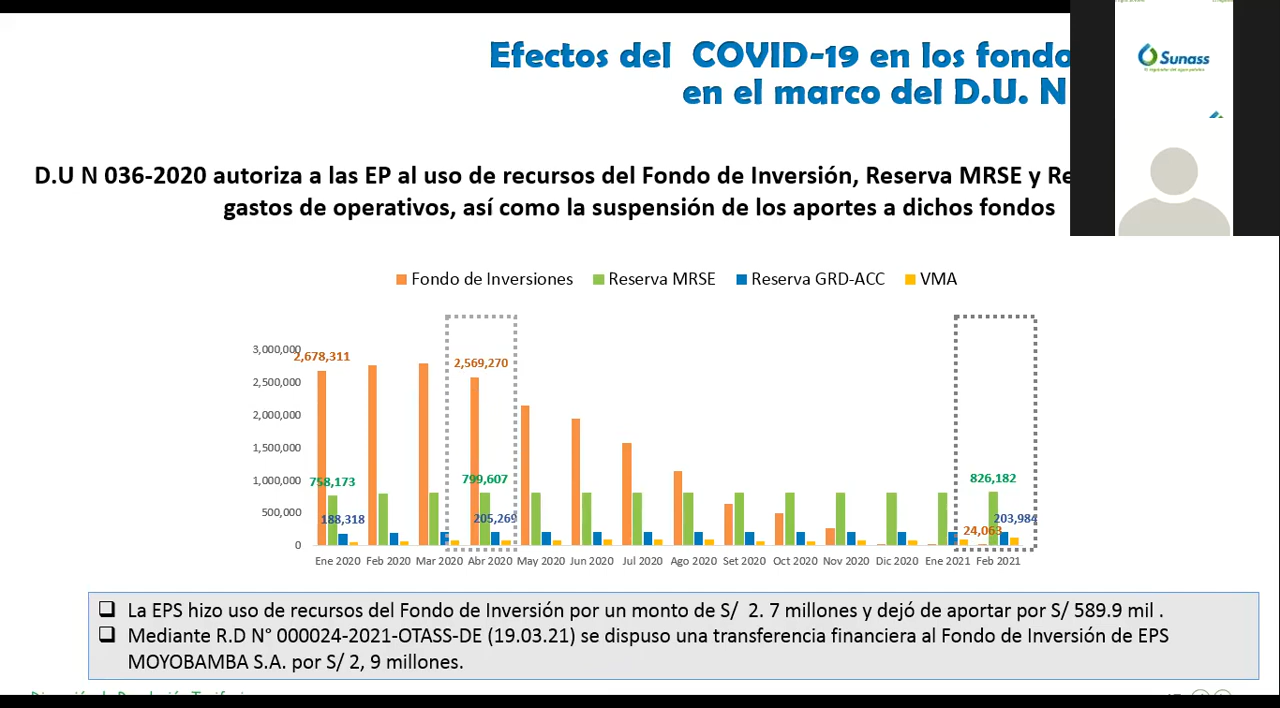 Efectos del COVID-19 en los fondo
en el marco del D.U. N
Sunass
D.U N 036-2020 autoriza a las EP al uso de recursos del Fondo de Inversión, Reserva MRSE y Re
gastos de operativos, así como la suspensión de los aportes a dichos fondos
Fondo de Inversiones Reserva MRSE Reserva GRD-ACC VMA
3,000,000
2,678,311
2,569,270
2,500,000
2,000,000
1,500,000
1,000,000
758,173
799,607
826,182
500,000
188,318
205,269
24,063
203,984
0
Ene 2020 Feb 2020 Mar 2020 Abr 2020 May 2020 Jun 2020 Jul 2020 Ago 2020 Set 2020 Oct 2020 Nov 2020 Dic 2020 Ene 2021 Feb 2021
La EPS hizo uso de recursos del Fondo de Inversión por un monto de S/ 2. 7 millones y dejó de aportar por S/ 589.9 mil .
Mediante R.D N° 000024-2021-OTASS-DE (19.03.21) se dispuso una transferencia financiera al Fondo de Inversión de EPS
MOYOBAMBA S.A. por S/ 2, 9 millones.